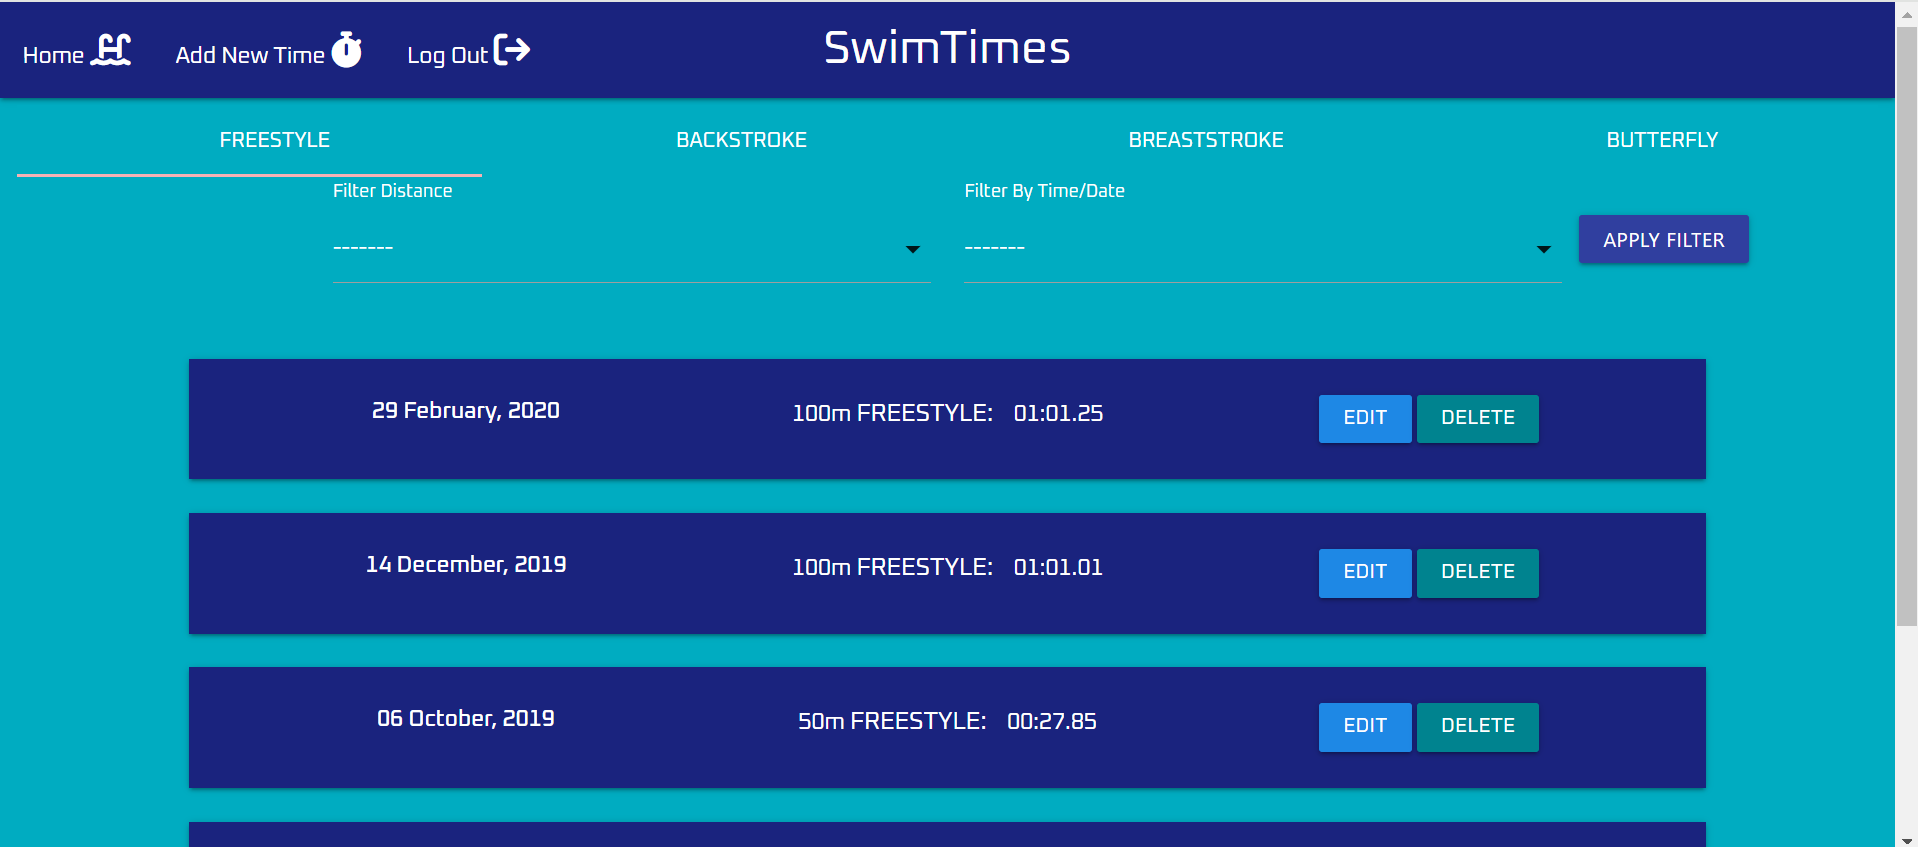 Home Add New Time Log Out SwimTimes
FREESTYLE BACKSTROKE BREASTSTROKE BUTTERFLY
Filter Distance Filter By Time/Date
------- ------- APPLY FILTER
29 February, 2020 100m FREESTYLE: 01:01.25 EDIT DELETE
14 December, 2019 100m FREESTYLE: 01:01.01 EDIT DELETE
06 October, 2019 50m FREESTYLE: 00:27.85 EDIT DELETE